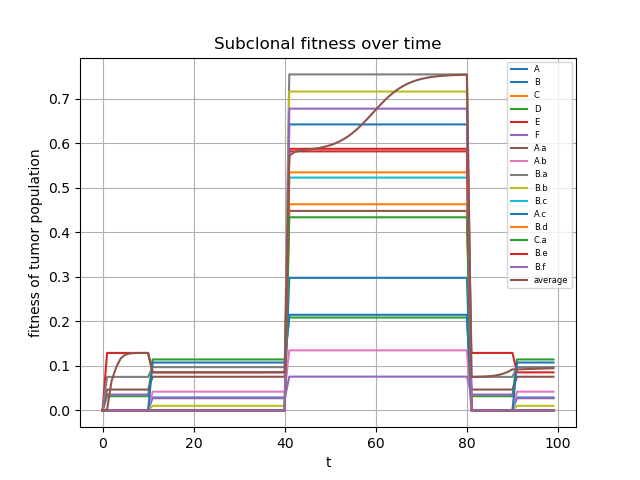 Subclonal fitness over time
fitness of tumor population
0.7
0.6
0.5
0.4
0.3
0.2
0.1
0.0
0 20 40 60 80 100
t
A
B
C
D
E
F
A.a
A.b
B.a
B.b
B.c
A.c
B.d
C.a
B.e
B.f
average